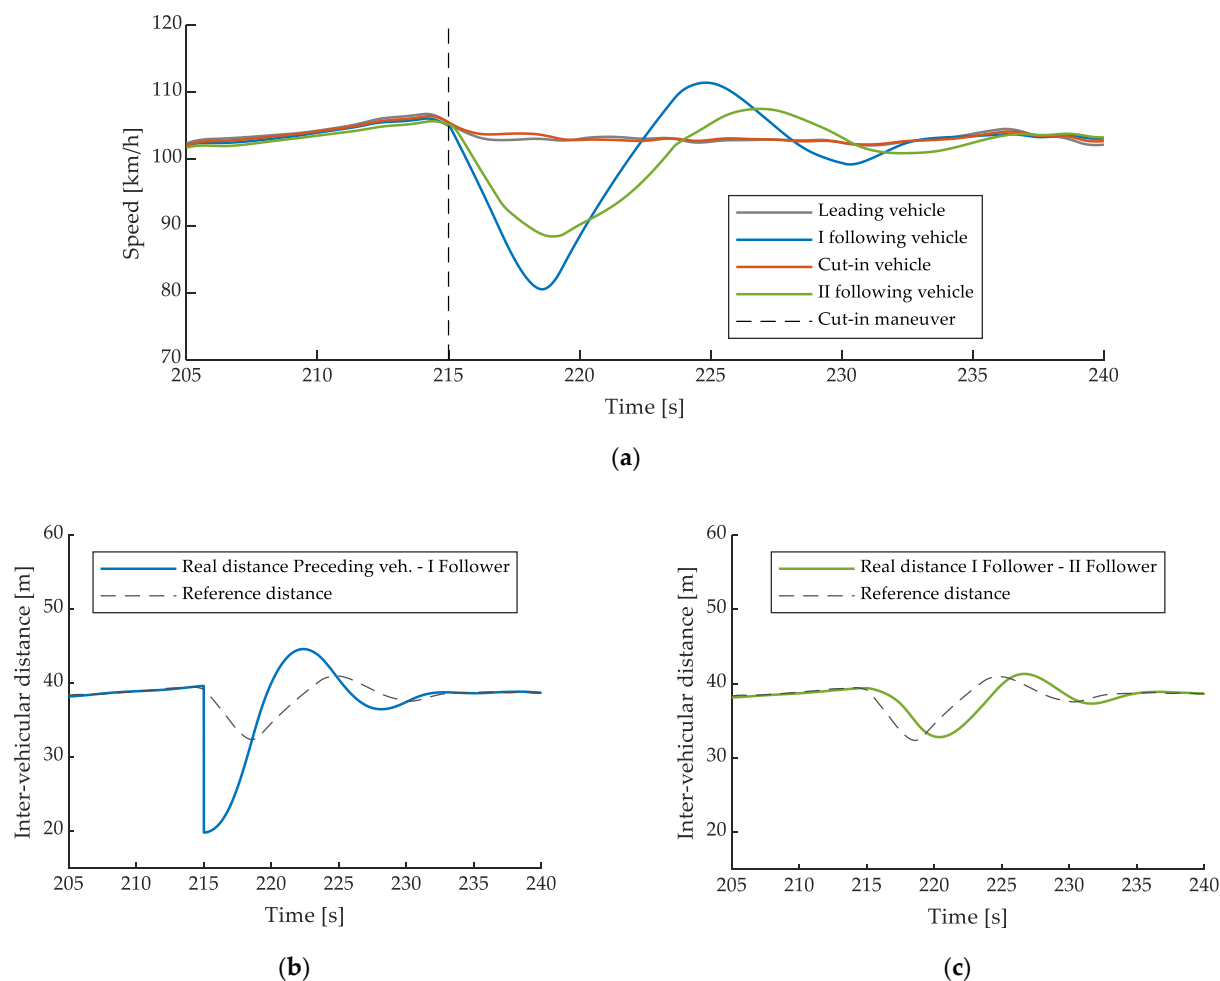 120
110
100
90
80
70
Speed [km/h]
Leading vehicle
I following vehicle
Cut-in vehicle
II following vehicle
Cut-in maneuver
205 210 215 220 225 230 235 240
Time [s]
(a)
60
50
40
30
20
Inter-vehicular distance [m]
Real distance Preceding veh. - I Follower
Reference distance
205 210 215 220 225 230 235 240
Time [s]
(b)
60
50
40
30
20
Inter-vehicular distance [m]
Real distance I Follower - II Follower
Reference distance
205 210 215 220 225 230 235 240
Time [s]
(c)